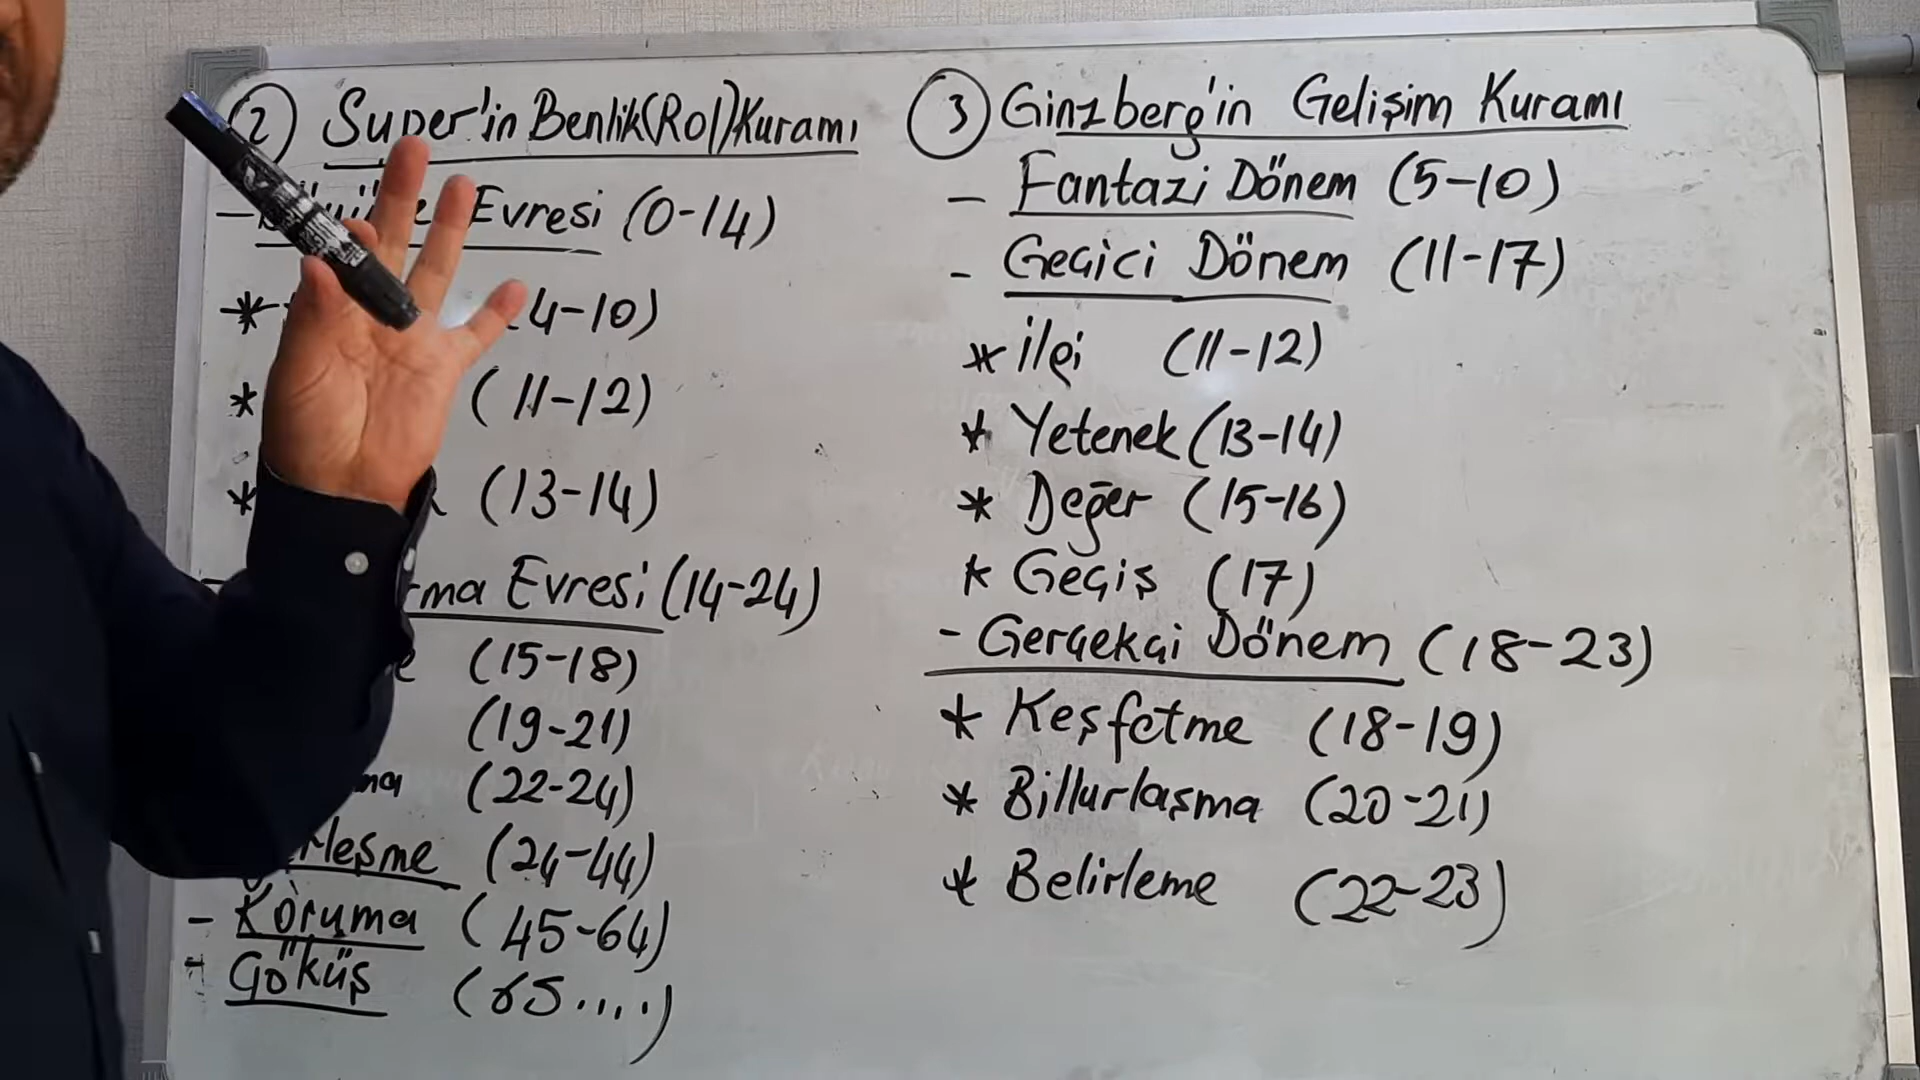 2 Super'in Benlik(Rol)Kuramı
- Evresi (0-14)
* (4-10)
* (11-12)
* (13-14)
Evresi (14-24)
(15-18)
(19-21)
(22-24)
(24-44)
- Koruma (45-64)
- Çöküş (65....)
3 Ginzberg'in Gelişim Kuramı
- Fantazi Dönem (5-10)
- Geçici Dönem (11-17)
* İlgi (11-12)
* Yetenek (13-14)
* Değer (15-16)
* Geçiş (17)
- Gerçekçi Dönem (18-23)
* Keşfetme (18-19)
* Billurlaşma (20-21)
* Belirleme (22-23)